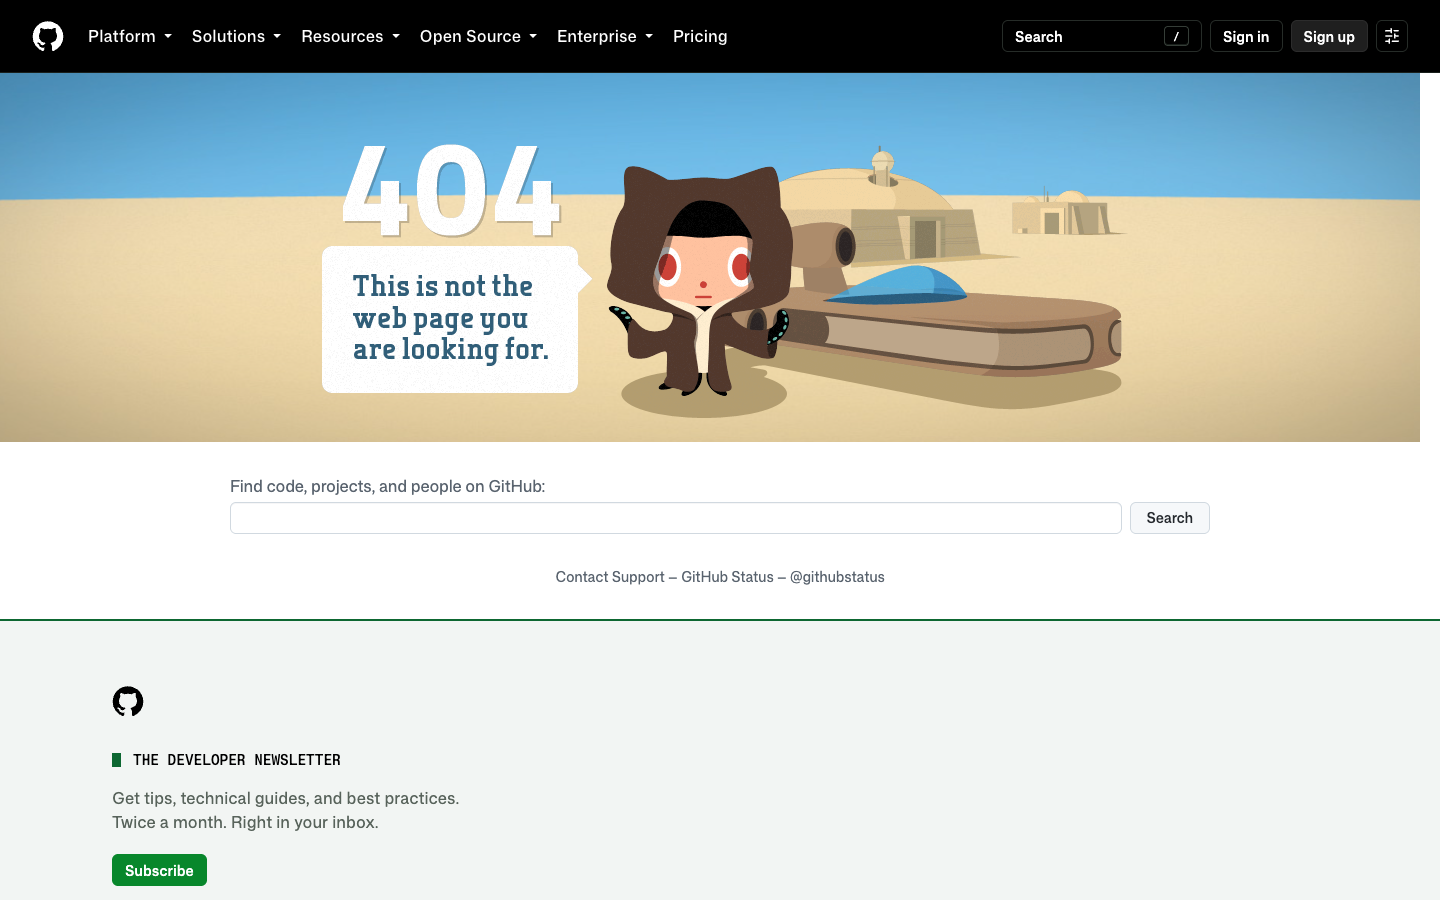 Platform
Solutions
Resources
Open Source
Enterprise
Pricing
Search /
Sign in
Sign up
404
This is not the
web page you
are looking for.
Find code, projects, and people on GitHub:
Search
Contact Support — GitHub Status — @githubstatus
THE DEVELOPER NEWSLETTER
Get tips, technical guides, and best practices.
Twice a month. Right in your inbox.
Subscribe